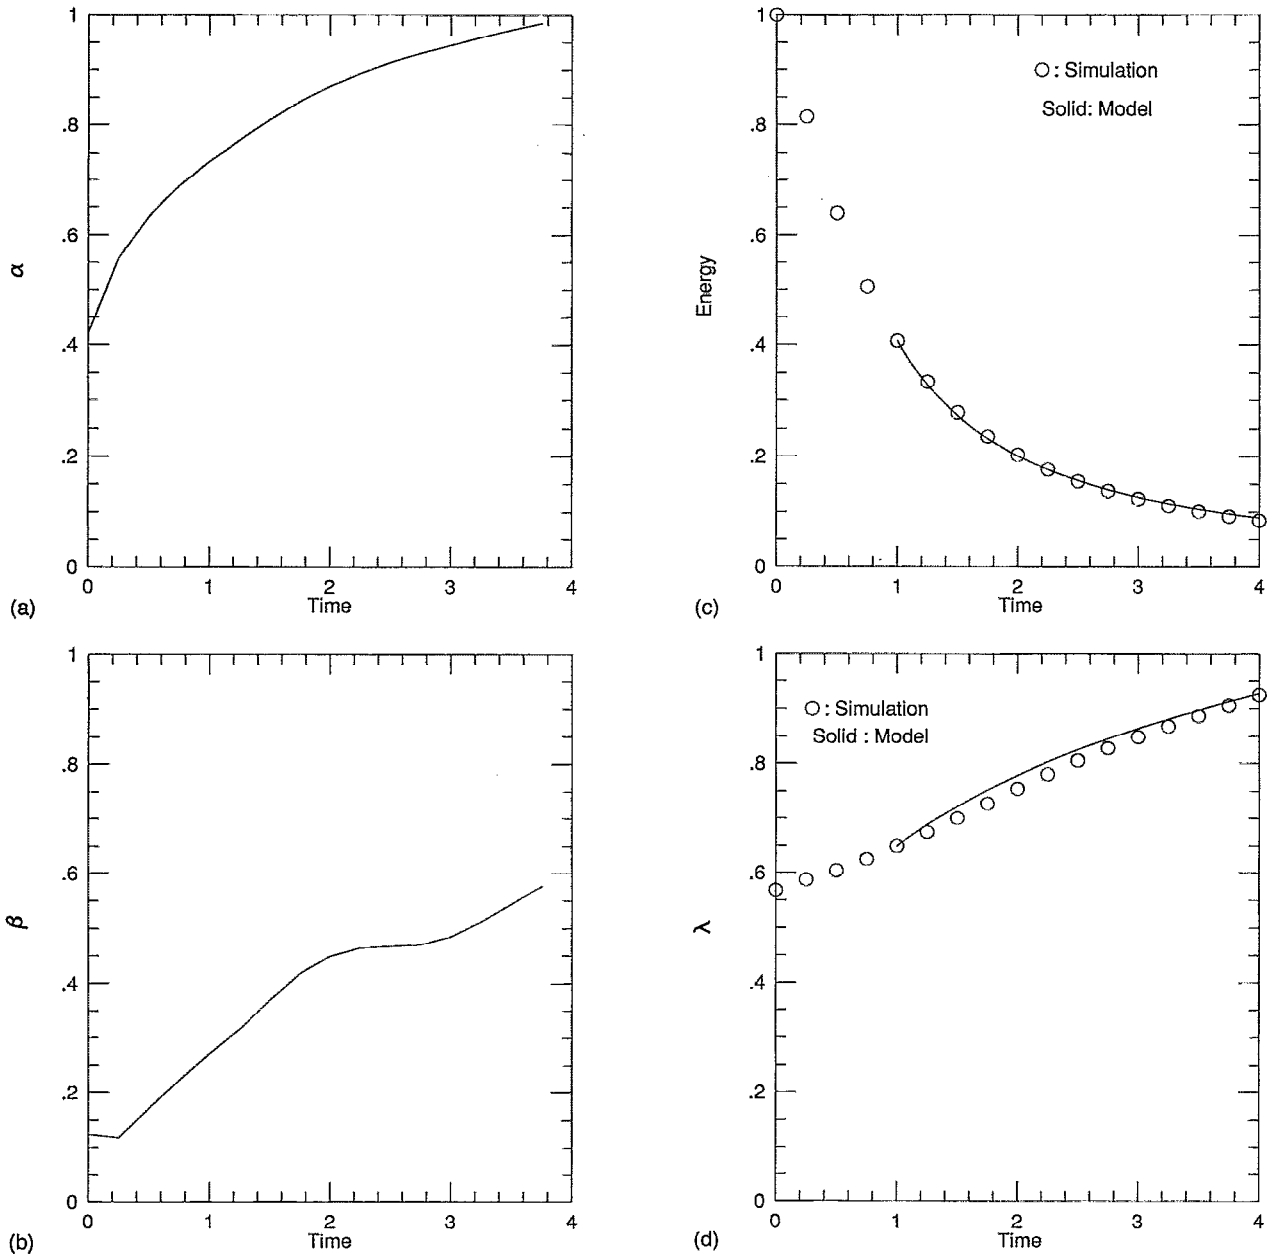 1
.8
.6
.4
.2
0
α
0 1 2 3 4
Time
(a)
1
.8
.6
.4
.2
0
Energy
○: Simulation
Solid: Model
0 1 2 3 4
Time
(c)
1
.8
.6
.4
.2
0
β
0 1 2 3 4
Time
(b)
1
.8
.6
.4
.2
0
λ
○: Simulation
Solid : Model
0 1 2 3 4
Time
(d)